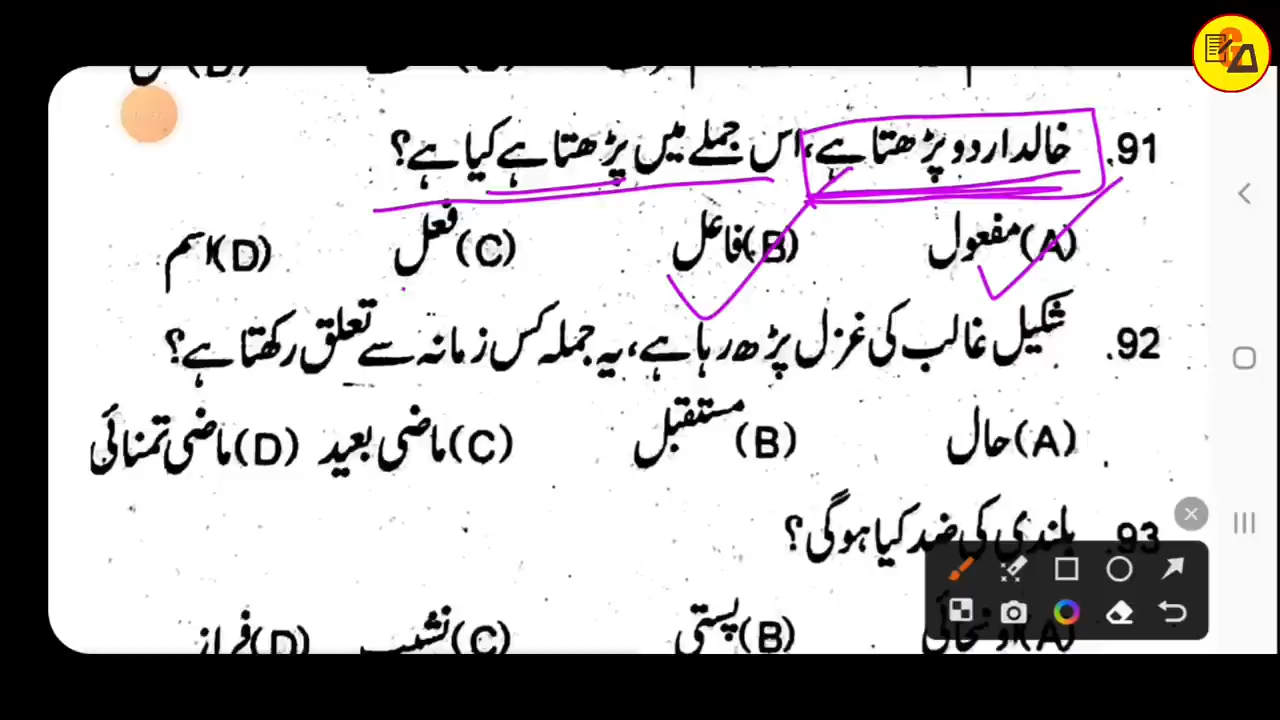 91. خالد اردو پڑھتا ہے، اس جملے میں پڑھتا ہے کیا ہے؟
(A) مفعول (B) فاعل (C) فعل (D) اسم
92. شکیل غالب کی غزل پڑھ رہا ہے، یہ جملہ کس زمانہ سے تعلق رکھتا ہے؟
(A) حال (B) مستقبل (C) ماضی بعید (D) ماضی تمنائی
93. بلندی کی ضد کیا ہوگی؟
(A) اونچائی (B) پستی (C) نشیب (D) فراز